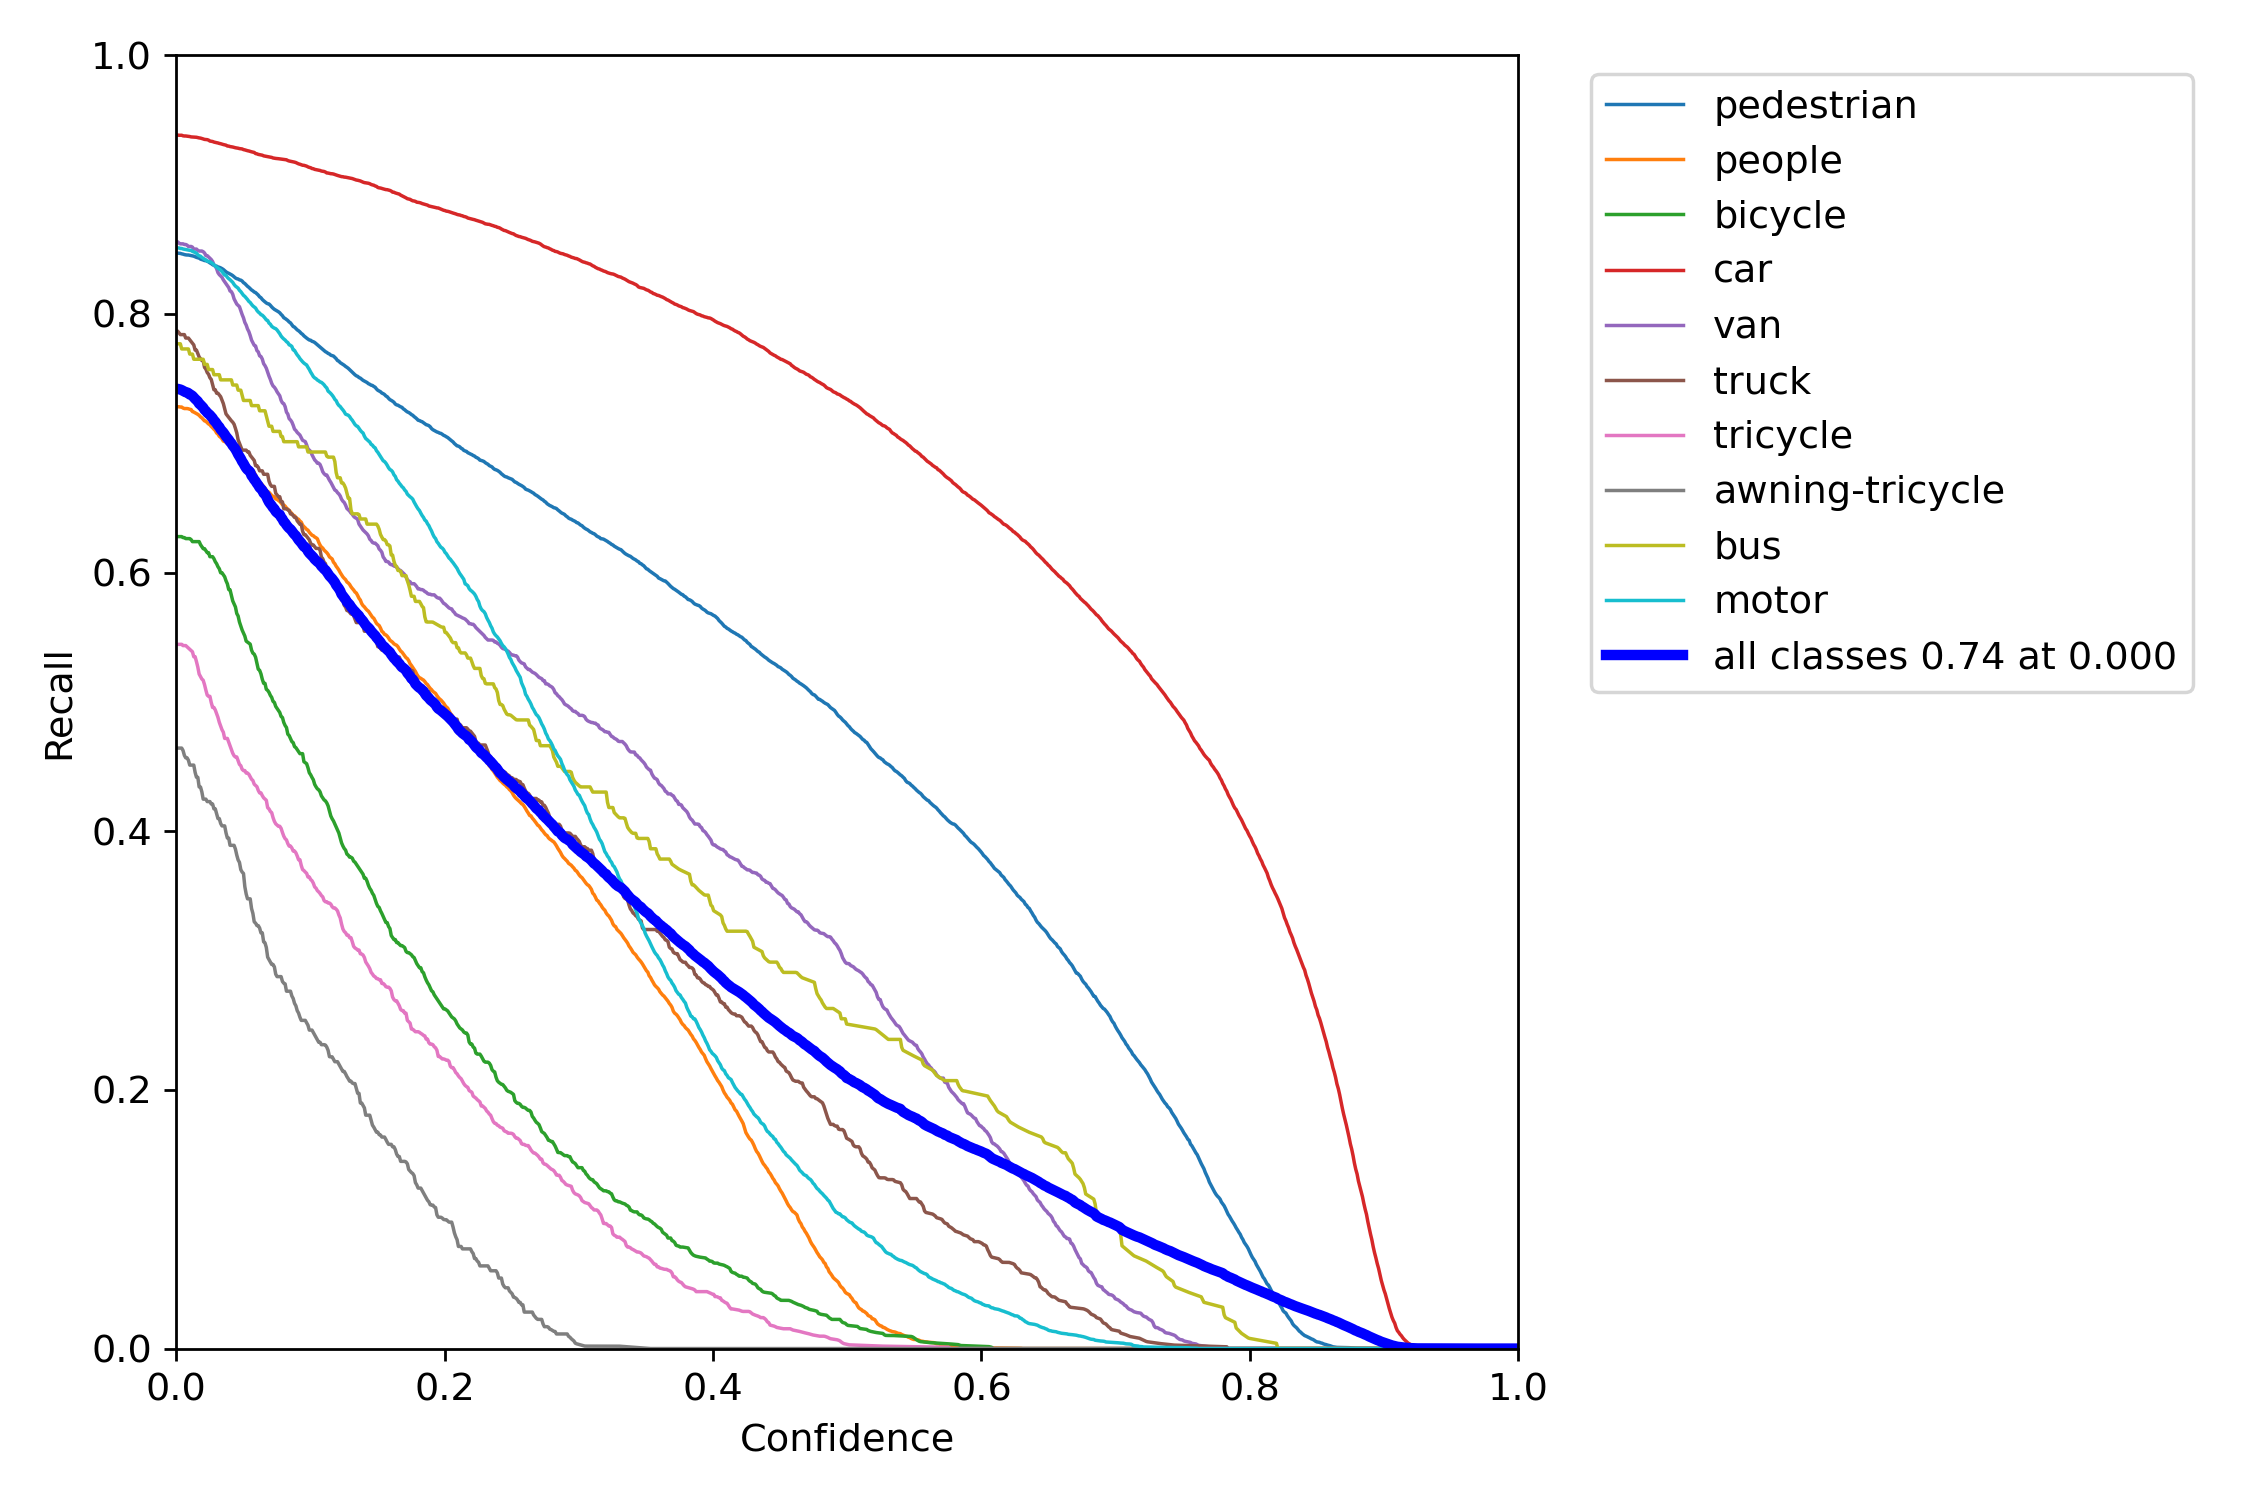 1.0
0.8
0.6
0.4
0.2
0.0
Recall
0.0 0.2 0.4 0.6 0.8 1.0
Confidence
pedestrian
people
bicycle
car
van
truck
tricycle
awning-tricycle
bus
motor
all classes 0.74 at 0.000